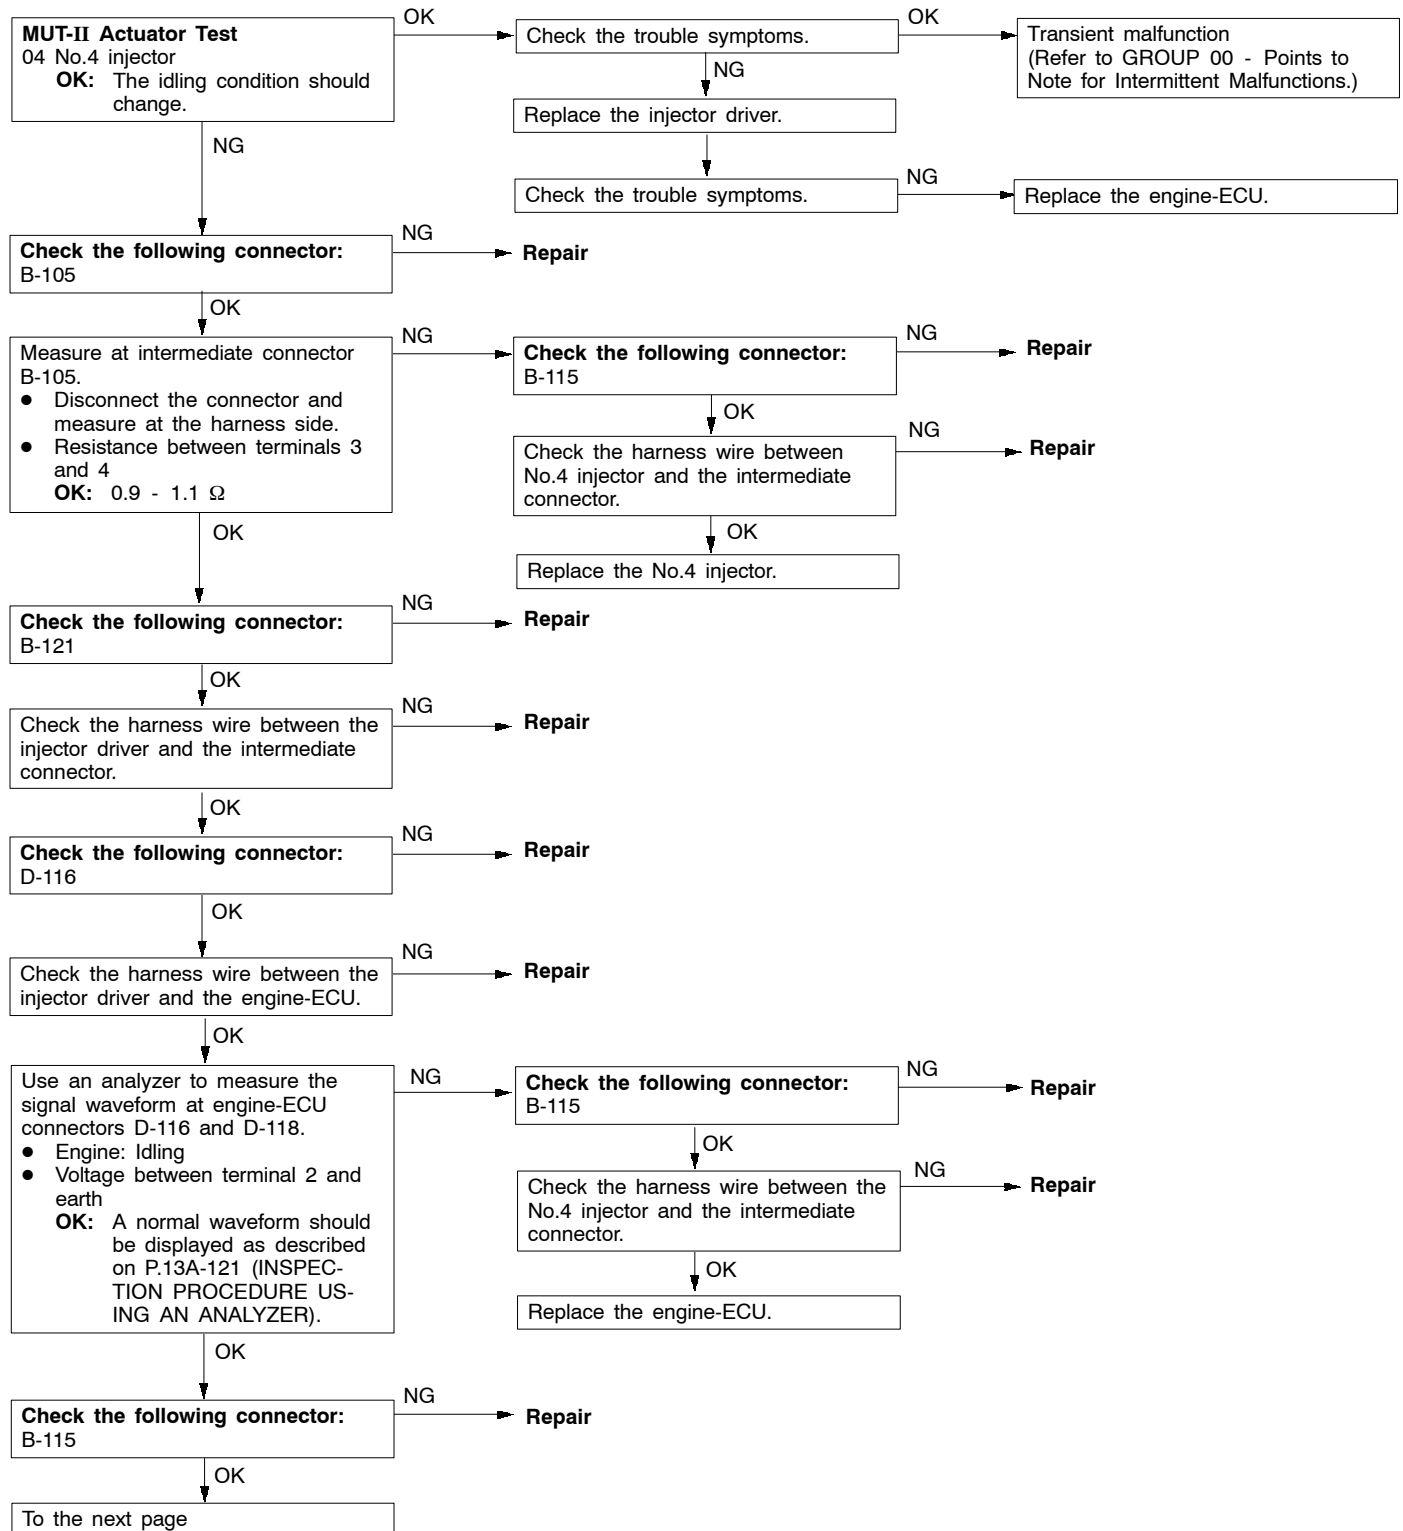 MUT-II Actuator Test
04 No.4 injector
OK: The idling condition should
change.
OK
Check the trouble symptoms.
OK
Transient malfunction
(Refer to GROUP 00 - Points to
Note for Intermittent Malfunctions.)
NG
Replace the injector driver.
Check the trouble symptoms.
NG
Replace the engine-ECU.
NG
Check the following connector:
B-105
NG
Repair
OK
Measure at intermediate connector
B-105.
● Disconnect the connector and
measure at the harness side.
● Resistance between terminals 3
and 4
OK: 0.9 - 1.1 Ω
NG
Check the following connector:
B-115
NG
Repair
OK
Check the harness wire between
No.4 injector and the intermediate
connector.
NG
Repair
OK
Replace the No.4 injector.
OK
Check the following connector:
B-121
NG
Repair
OK
Check the harness wire between the
injector driver and the intermediate
connector.
NG
Repair
OK
Check the following connector:
D-116
NG
Repair
OK
Check the harness wire between the
injector driver and the engine-ECU.
NG
Repair
OK
Use an analyzer to measure the
signal waveform at engine-ECU
connectors D-116 and D-118.
● Engine: Idling
● Voltage between terminal 2 and
earth
OK: A normal waveform should
be displayed as described
on P.13A-121 (INSPEC-
TION PROCEDURE US-
ING AN ANALYZER).
NG
Check the following connector:
B-115
NG
Repair
OK
Check the harness wire between the
No.4 injector and the intermediate
connector.
NG
Repair
OK
Replace the engine-ECU.
OK
Check the following connector:
B-115
NG
Repair
OK
To the next page